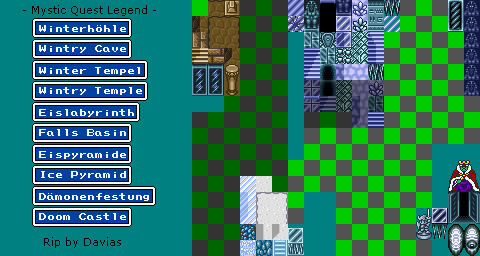 - Mystic Quest Legend -
Winterhöhle
Wintry Cave
Winter Tempel
Wintry Temple
Eislabyrinth
Falls Basin
Eispyramide
Ice Pyramid
Dämonenfestung
Doom Castle
Rip by Davias